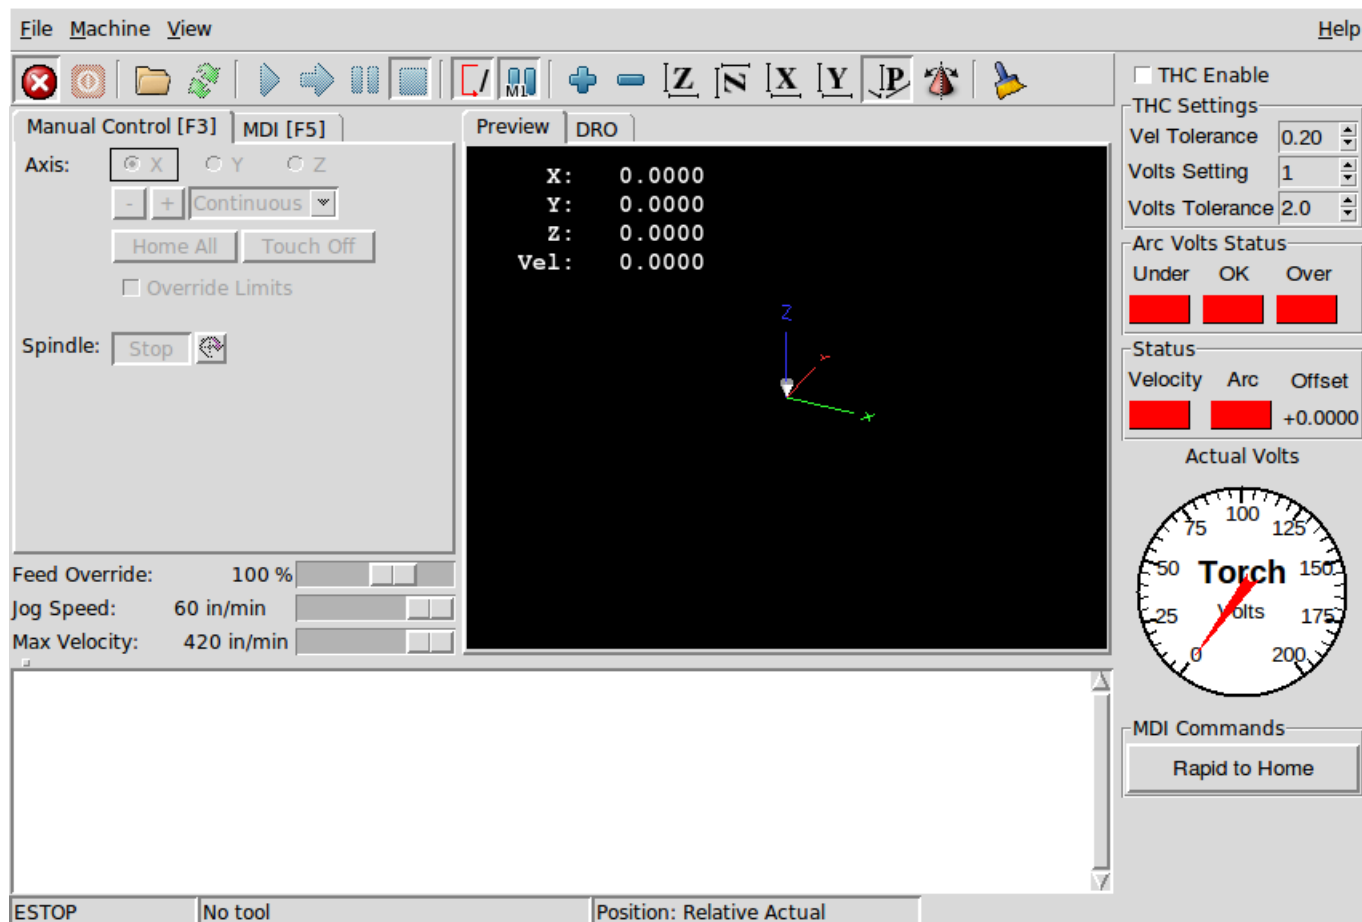 File Machine View Help
M1 Z N X Y P
THC Enable
THC Settings
Vel Tolerance 0.20
Volts Setting 1
Volts Tolerance 2.0
Arc Volts Status
Under OK Over
Status
Velocity Arc Offset
+0.0000
Actual Volts
Manual Control [F3] MDI [F5]
Axis: X Y Z
- + Continuous
Home All Touch Off
Override Limits
Spindle: Stop
Feed Override: 100 %
Jog Speed: 60 in/min
Max Velocity: 420 in/min
Preview DRO
X: 0.0000
Y: 0.0000
Z: 0.0000
Vel: 0.0000
Z
Y
X
0 25 50 75 100 125 150 175 200
Torch
Volts
MDI Commands
Rapid to Home
ESTOP No tool Position: Relative Actual